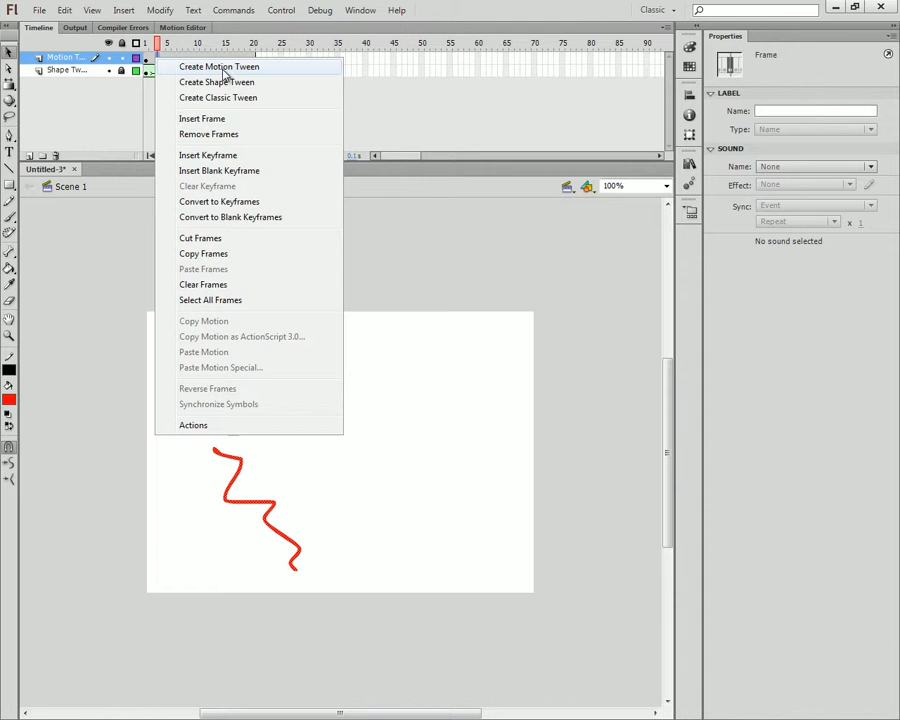 Fl File Edit View Insert Modify Text Commands Control Debug Window Help Classic
Timeline Output Compiler Errors Motion Editor
1 5 10 15 20 25 30 35 40 45 50 55 60 65 70 75 80 85 90
Motion T...
Shape Tw...
Create Motion Tween
Create Shape Tween
Create Classic Tween
Insert Frame
Remove Frames
Insert Keyframe
Insert Blank Keyframe
Clear Keyframe
Convert to Keyframes
Convert to Blank Keyframes
Cut Frames
Copy Frames
Paste Frames
Clear Frames
Select All Frames
Copy Motion
Copy Motion as ActionScript 3.0...
Paste Motion
Paste Motion Special...
Reverse Frames
Synchronize Symbols
Actions
0.1 s
Untitled-3*
Scene 1
100%
Properties
Frame
LABEL
Name:
Type: Name
SOUND
Name: None
Effect: None
Sync: Event
Repeat x 1
No sound selected